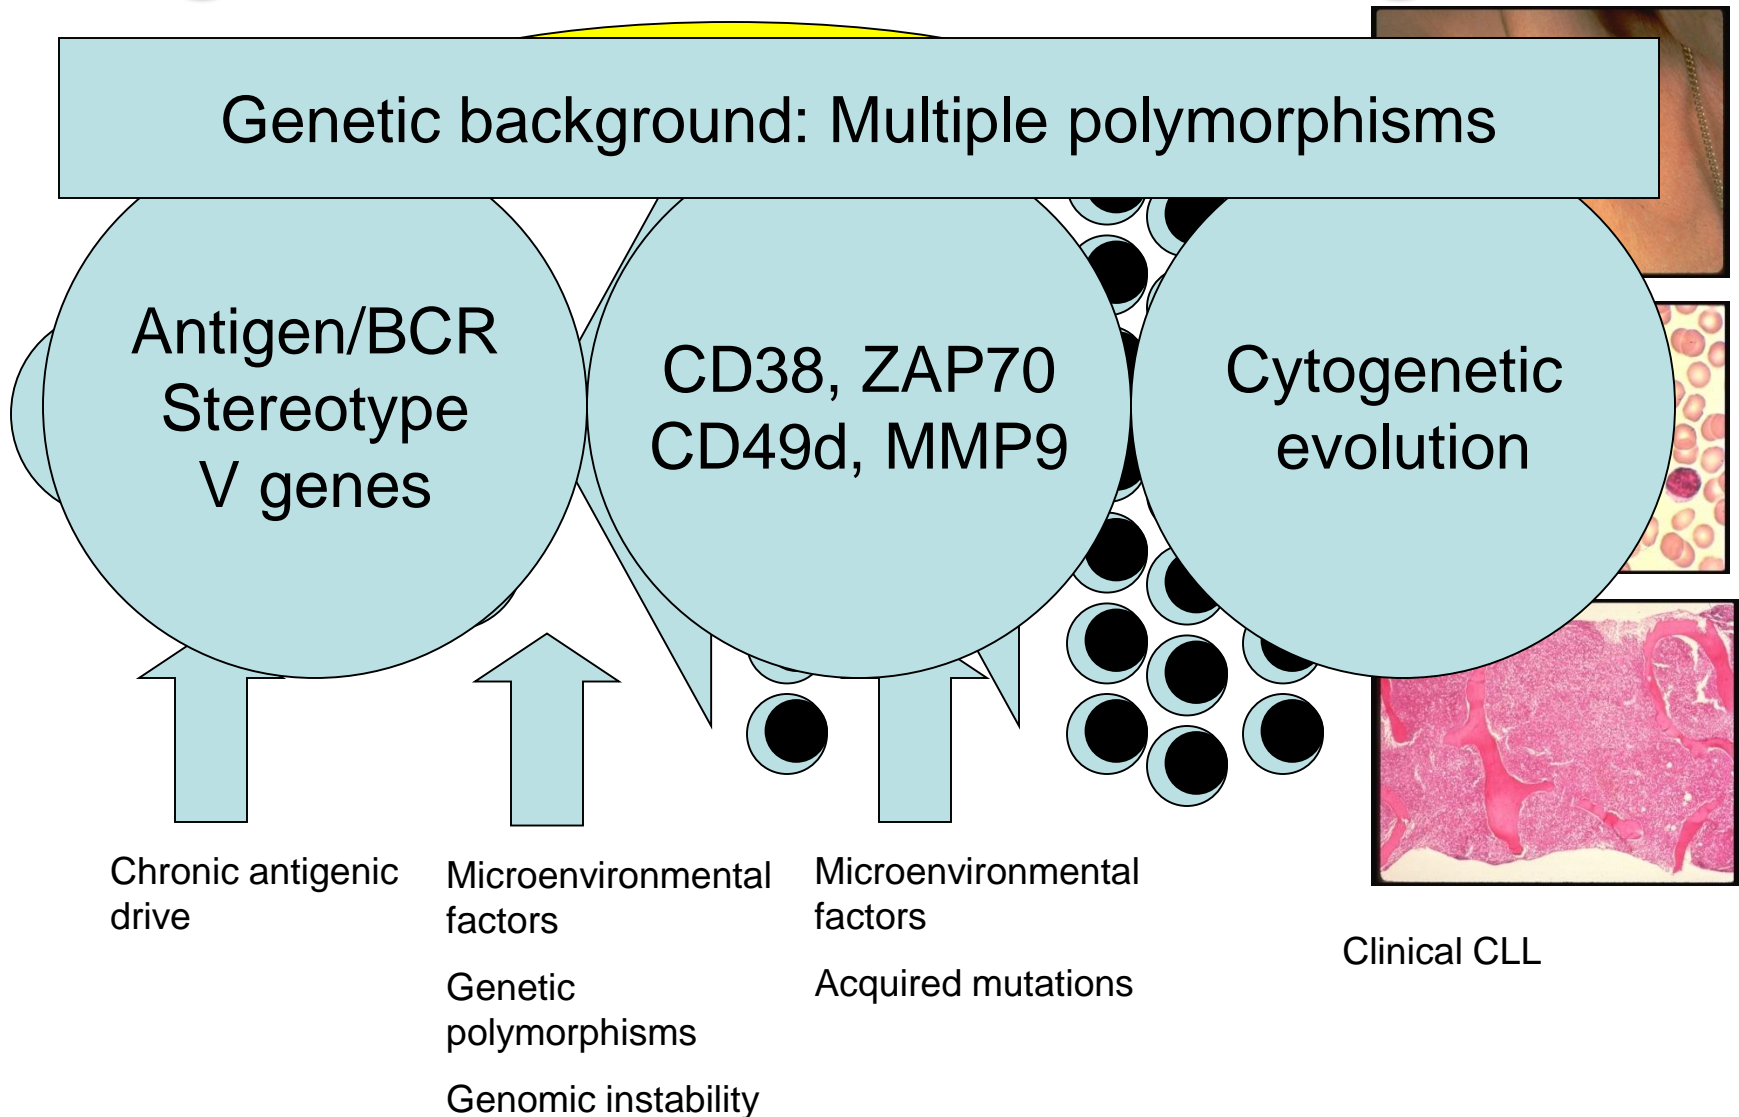 Genetic background: Multiple polymorphisms
Antigen/BCR
Stereotype
V genes
CD38, ZAP70
CD49d, MMP9
Cytogenetic
evolution
Chronic antigenic
drive
Microenvironmental
factors
Genetic
polymorphisms
Genomic instability
Microenvironmental
factors
Acquired mutations
Clinical CLL